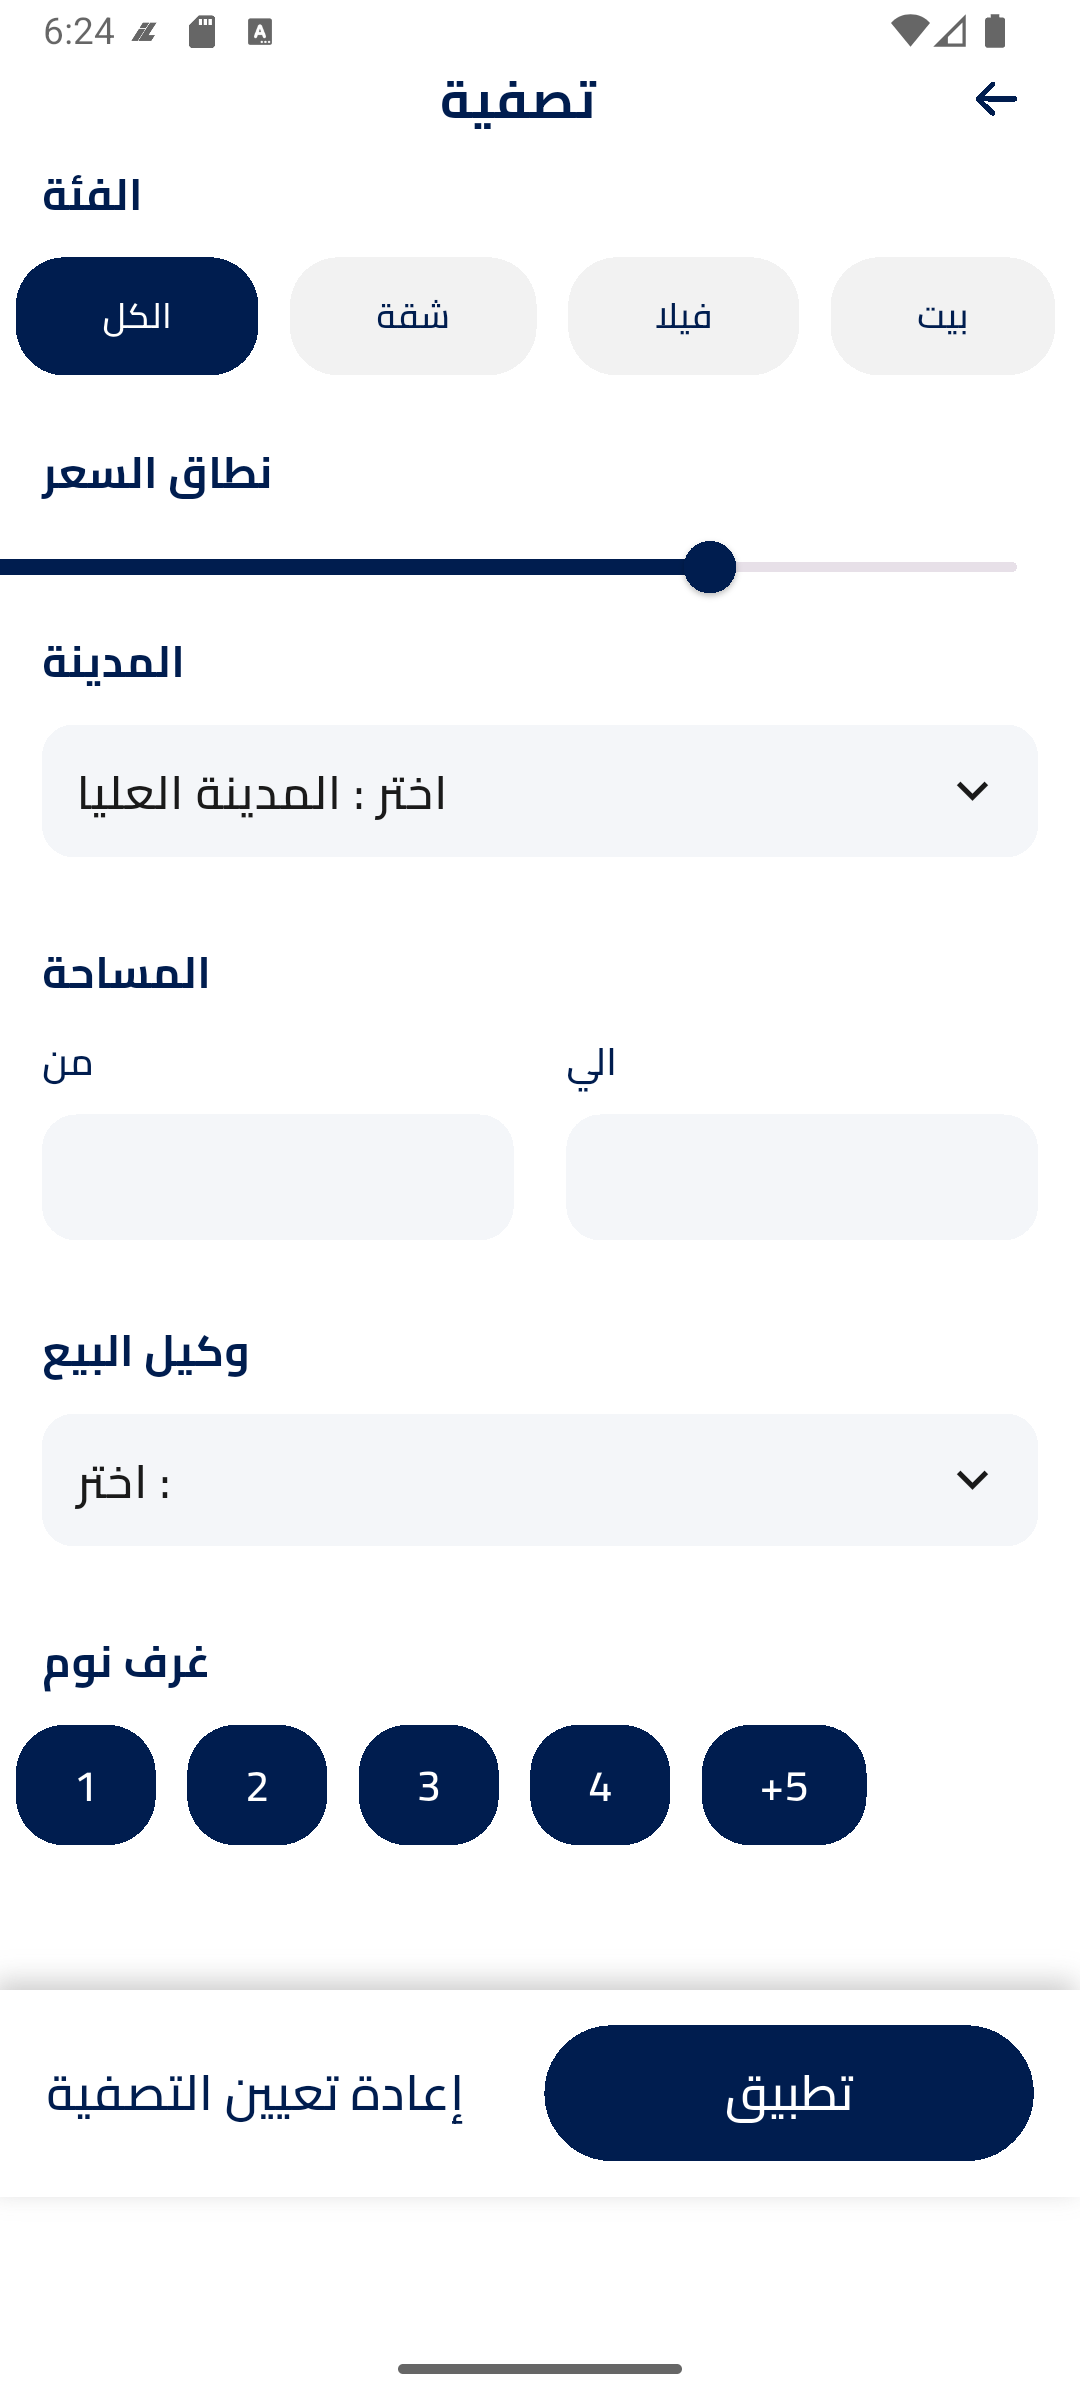 6:24
تصفية
الفئة
الكل
شقة
فيلا
بيت
نطاق السعر
المدينة
اختر : المدينة العليا
المساحة
من
الي
وكيل البيع
اختر :
غرف نوم
1
2
3
4
+5
إعادة تعيين التصفية
تطبيق